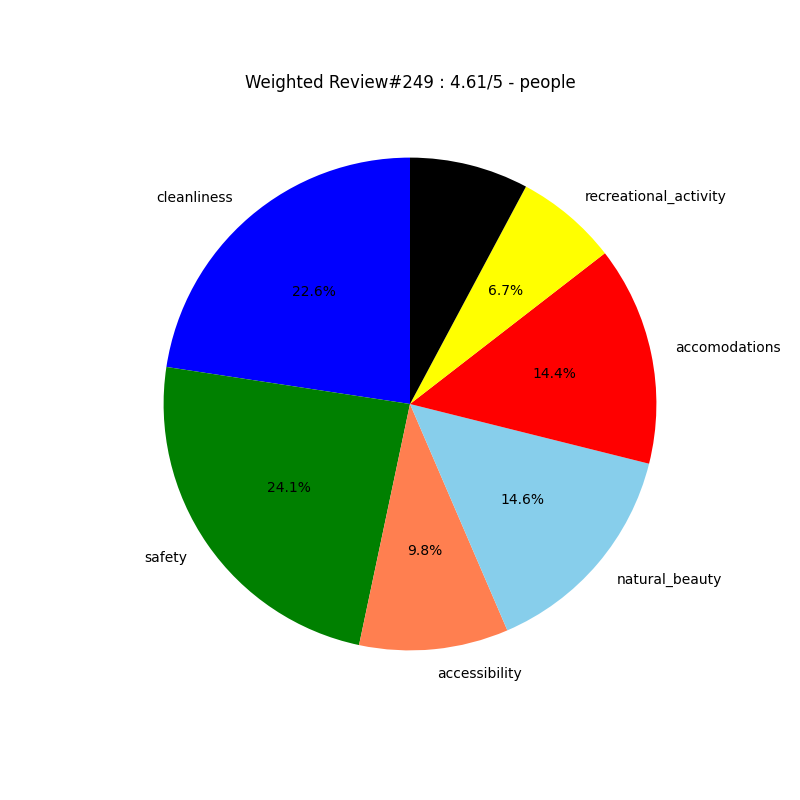 Weighted Review#249 : 4.61/5 - people
cleanliness
recreational_activity
22.6%
6.7%
accomodations
14.4%
24.1%
14.6%
9.8%
safety
natural_beauty
accessibility